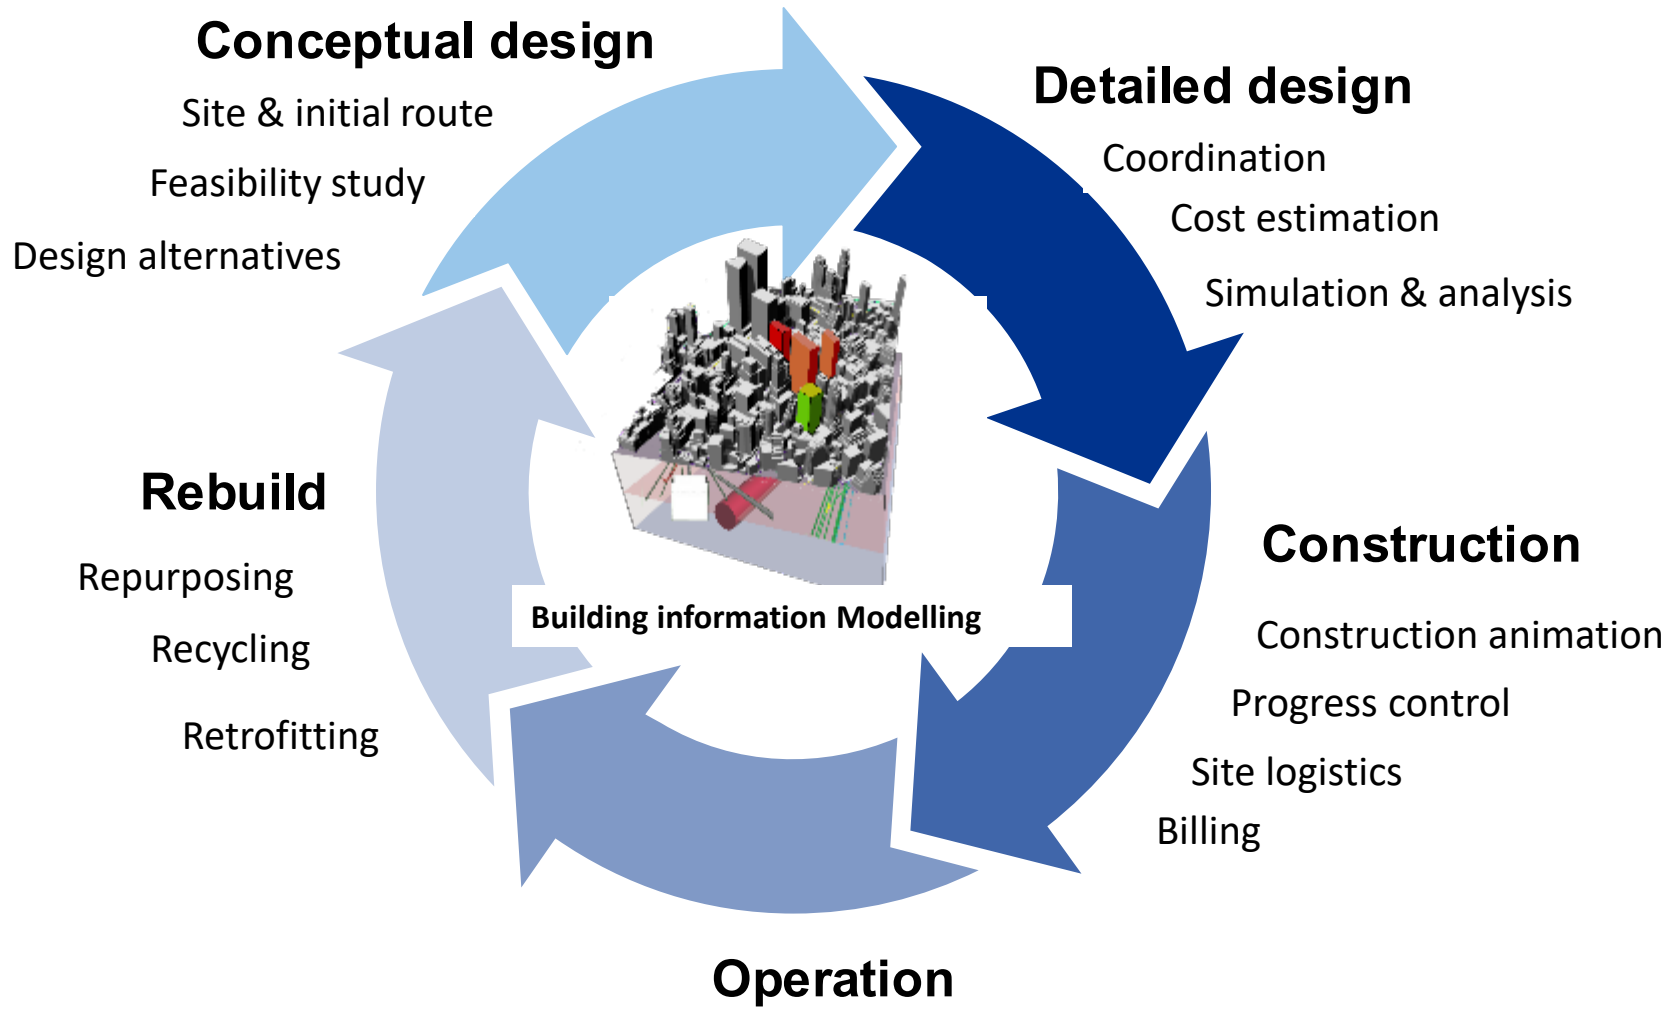 Conceptual design
Site & initial route
Feasibility study
Design alternatives
Detailed design
Coordination
Cost estimation
Simulation & analysis
Construction
Construction animation
Progress control
Site logistics
Billing
Operation
Rebuild
Repurposing
Recycling
Retrofitting
Building information Modelling